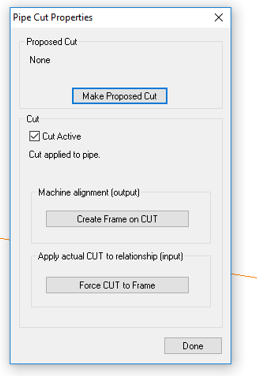 Pipe Cut Properties
Proposed Cut
None
Make Proposed Cut
Cut
Cut Active
Cut applied to pipe.
Machine alignment (output)
Create Frame on CUT
Apply actual CUT to relationship (input)
Force CUT to Frame
Done